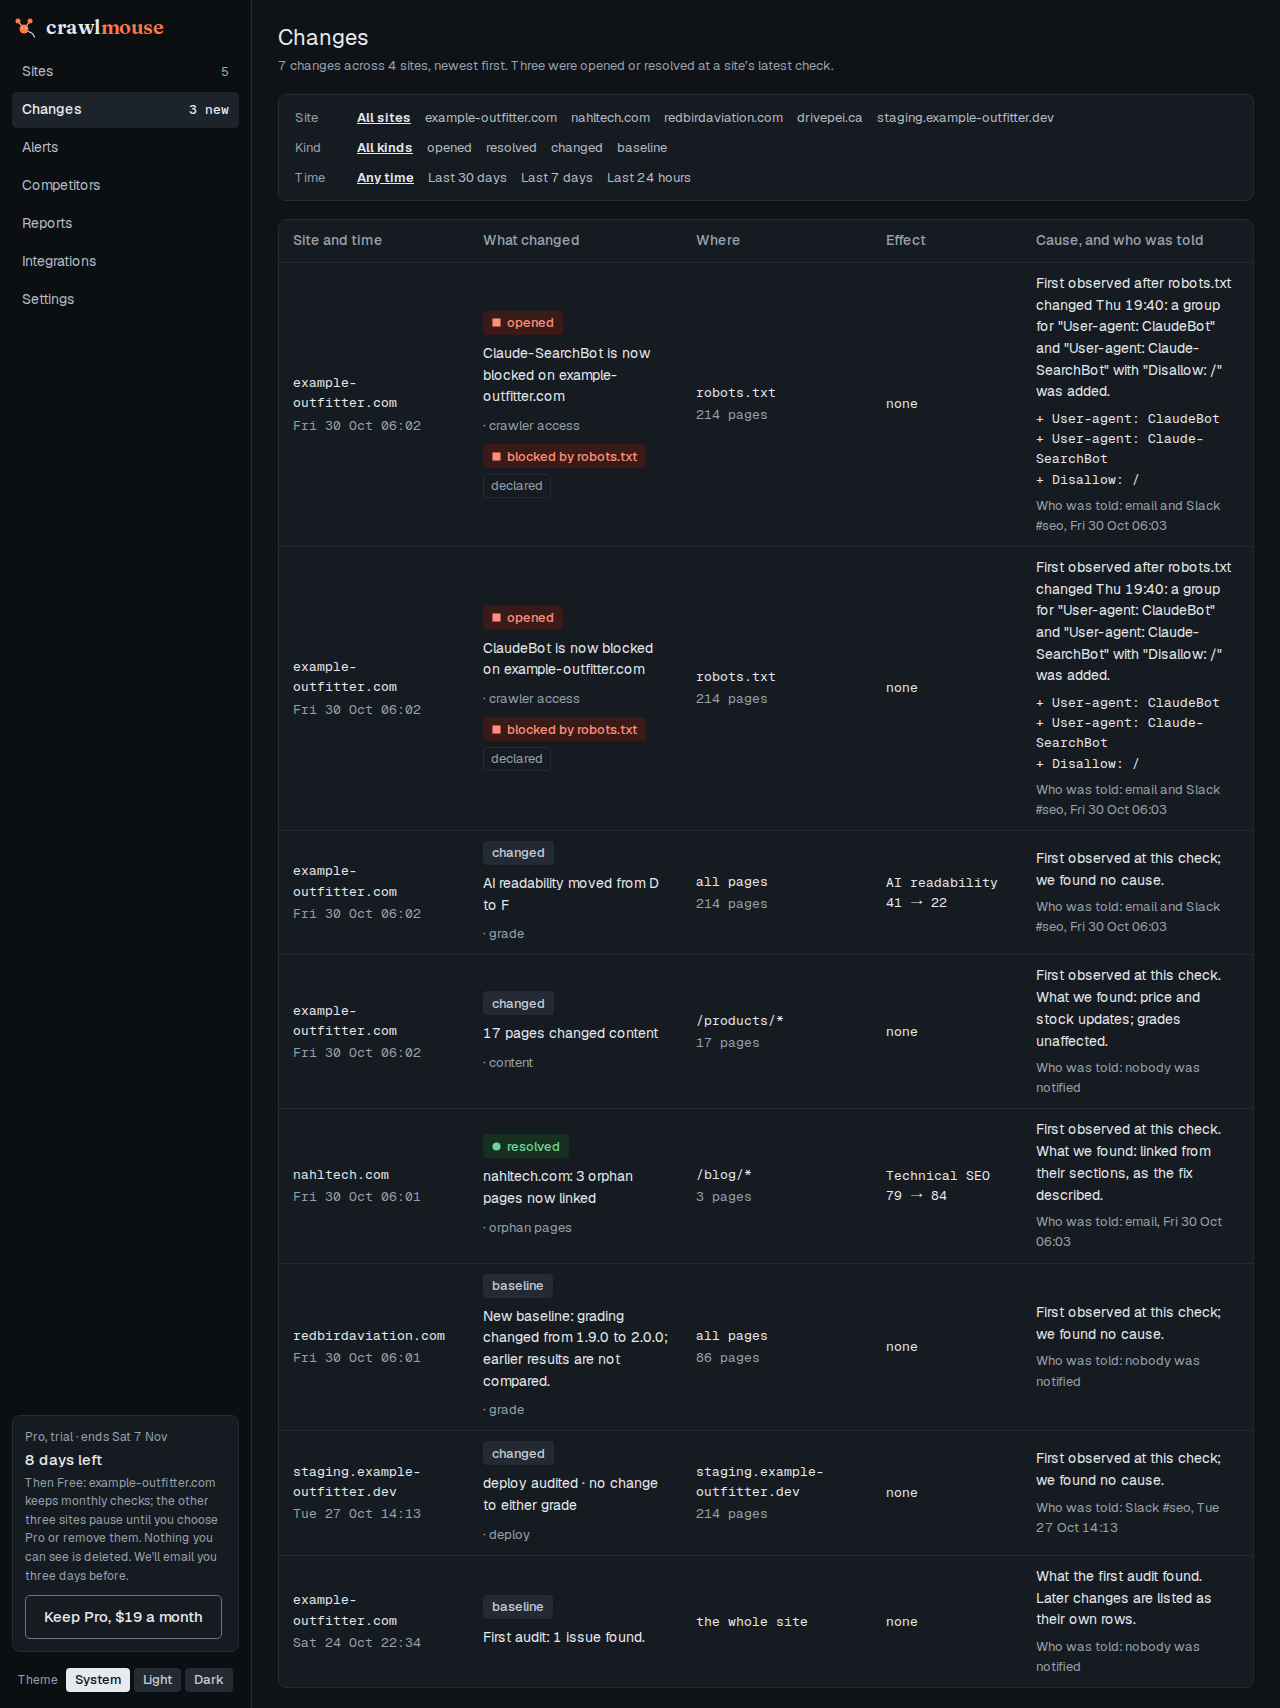 crawlmouse
Sites 5
Changes 3 new
Alerts
Competitors
Reports
Integrations
Settings
Pro, trial · ends Sat 7 Nov
8 days left
Then Free: example-outfitter.com
keeps monthly checks; the other
three sites pause until you choose
Pro or remove them. Nothing you
can see is deleted. We'll email you
three days before.
Keep Pro, $19 a month
Theme System Light Dark
Changes
7 changes across 4 sites, newest first. Three were opened or resolved at a site's latest check.
Site All sites example-outfitter.com nahltech.com redbirdaviation.com drivepei.ca staging.example-outfitter.dev
Kind All kinds opened resolved changed baseline
Time Any time Last 30 days Last 7 days Last 24 hours
Site and time What changed Where Effect Cause, and who was told
example-
outfitter.com
Fri 30 Oct 06:02
opened
Claude-SearchBot is now
blocked on example-
outfitter.com
· crawler access
blocked by robots.txt
declared
robots.txt
214 pages
none
First observed after robots.txt
changed Thu 19:40: a group
for "User-agent: ClaudeBot"
and "User-agent: Claude-
SearchBot" with "Disallow: /"
was added.
+ User-agent: ClaudeBot
+ User-agent: Claude-
SearchBot
+ Disallow: /
Who was told: email and Slack
#seo, Fri 30 Oct 06:03
example-
outfitter.com
Fri 30 Oct 06:02
opened
ClaudeBot is now blocked
on example-outfitter.com
· crawler access
blocked by robots.txt
declared
robots.txt
214 pages
none
First observed after robots.txt
changed Thu 19:40: a group
for "User-agent: ClaudeBot"
and "User-agent: Claude-
SearchBot" with "Disallow: /"
was added.
+ User-agent: ClaudeBot
+ User-agent: Claude-
SearchBot
+ Disallow: /
Who was told: email and Slack
#seo, Fri 30 Oct 06:03
example-
outfitter.com
Fri 30 Oct 06:02
changed
AI readability moved from D
to F
· grade
all pages
214 pages
AI readability
41 → 22
First observed at this check;
we found no cause.
Who was told: email and Slack
#seo, Fri 30 Oct 06:03
example-
outfitter.com
Fri 30 Oct 06:02
changed
17 pages changed content
· content
/products/*
17 pages
none
First observed at this check.
What we found: price and
stock updates; grades
unaffected.
Who was told: nobody was
notified
nahltech.com
Fri 30 Oct 06:01
resolved
nahltech.com: 3 orphan
pages now linked
· orphan pages
/blog/*
3 pages
Technical SEO
79 → 84
First observed at this check.
What we found: linked from
their sections, as the fix
described.
Who was told: email, Fri 30 Oct
06:03
redbirdaviation.com
Fri 30 Oct 06:01
baseline
New baseline: grading
changed from 1.9.0 to 2.0.0;
earlier results are not
compared.
· grade
all pages
86 pages
none
First observed at this check;
we found no cause.
Who was told: nobody was
notified
staging.example-
outfitter.dev
Tue 27 Oct 14:13
changed
deploy audited · no change
to either grade
· deploy
staging.example-
outfitter.dev
214 pages
none
First observed at this check;
we found no cause.
Who was told: Slack #seo, Tue
27 Oct 14:13
example-
outfitter.com
Sat 24 Oct 22:34
baseline
First audit: 1 issue found.
the whole site
none
What the first audit found.
Later changes are listed as
their own rows.
Who was told: nobody was
notified